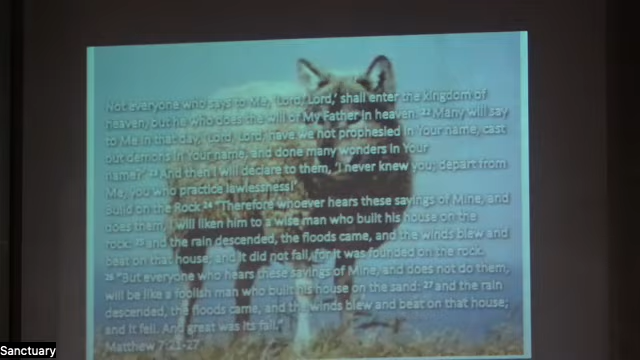 Not everyone who says to Me, 'Lord, Lord,' shall enter the kingdom of
heaven, but he who does the will of My Father in heaven. 22 Many will say
to Me in that day, 'Lord, Lord, have we not prophesied in Your name, cast
out demons in Your name, and done many wonders in Your
name?' 23 And then I will declare to them, 'I never knew you; depart from
Me, you who practice lawlessness!'
Build on the Rock 24 "Therefore whoever hears these sayings of Mine, and
does them, I will liken him to a wise man who built his house on the
rock: 25 and the rain descended, the floods came, and the winds blew and
beat on that house; and it did not fall, for it was founded on the rock.
26 "But everyone who hears these sayings of Mine, and does not do them,
will be like a foolish man who built his house on the sand: 27 and the rain
descended, the floods came, and the winds blew and beat on that house;
and it fell. And great was its fall."
Matthew 7:21-27
Sanctuary